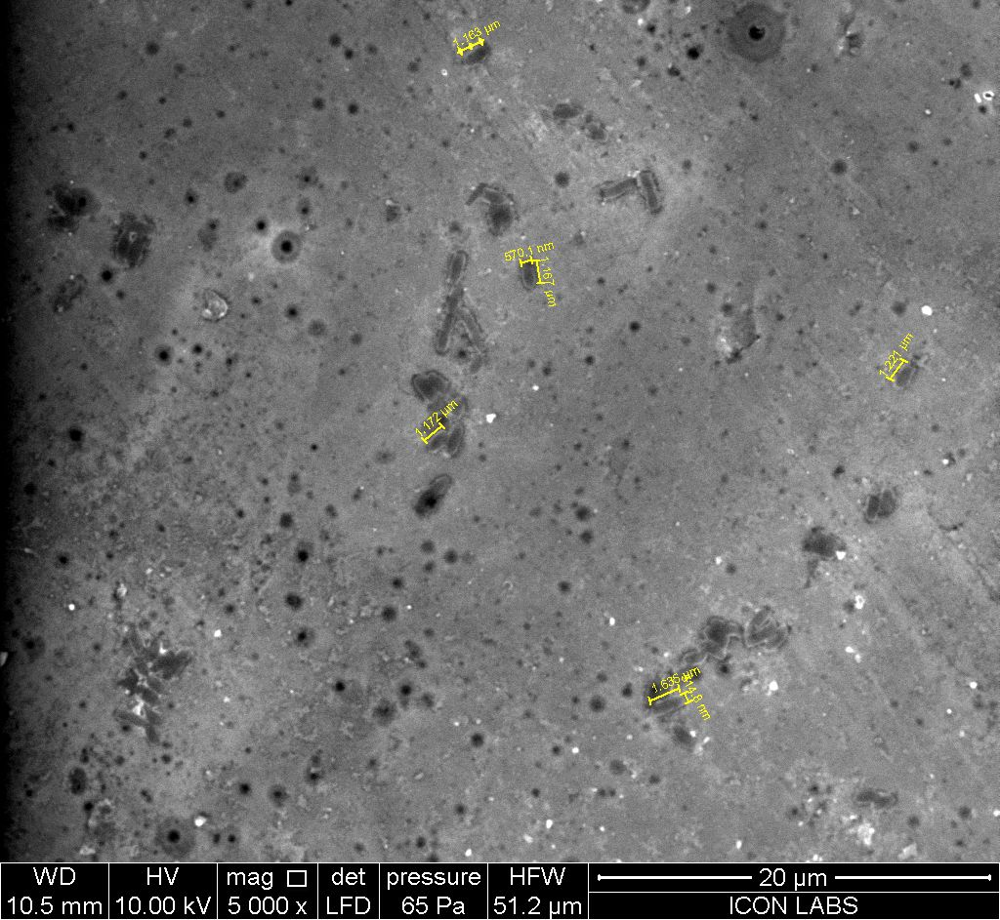 1.163 µm
570.1 nm
1.167 µm
1.221 µm
1.172 µm
1.635 µm
WD
HV
mag
det
pressure
HFW
20 µm
10.5 mm
10.00 kV
5 000 x
LFD
65 Pa
51.2 µm
ICON LABS